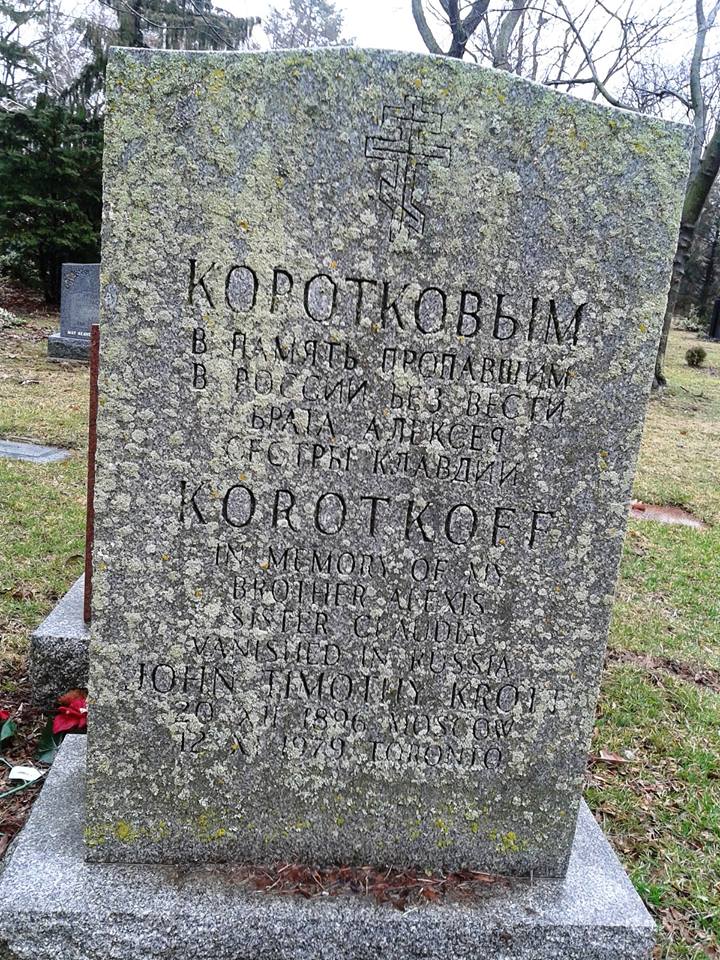 КОРОТКОВЫМ
В ПАМЯТЬ ПРОПАВШИМ
В РОССИИ БЕЗ ВЕСТИ
БРАТА АЛЕКСЕЯ
СЕСТРЫ КЛАВДИИ
KOROTKOFF
IN MEMORY OF MY
BROTHER ALEXIS
SISTER CLAUDIA
VANISHED IN RUSSIA
JOHN TIMOTHY KROTT
20 II 1896 MOSCOW
12 X 1979 TORONTO